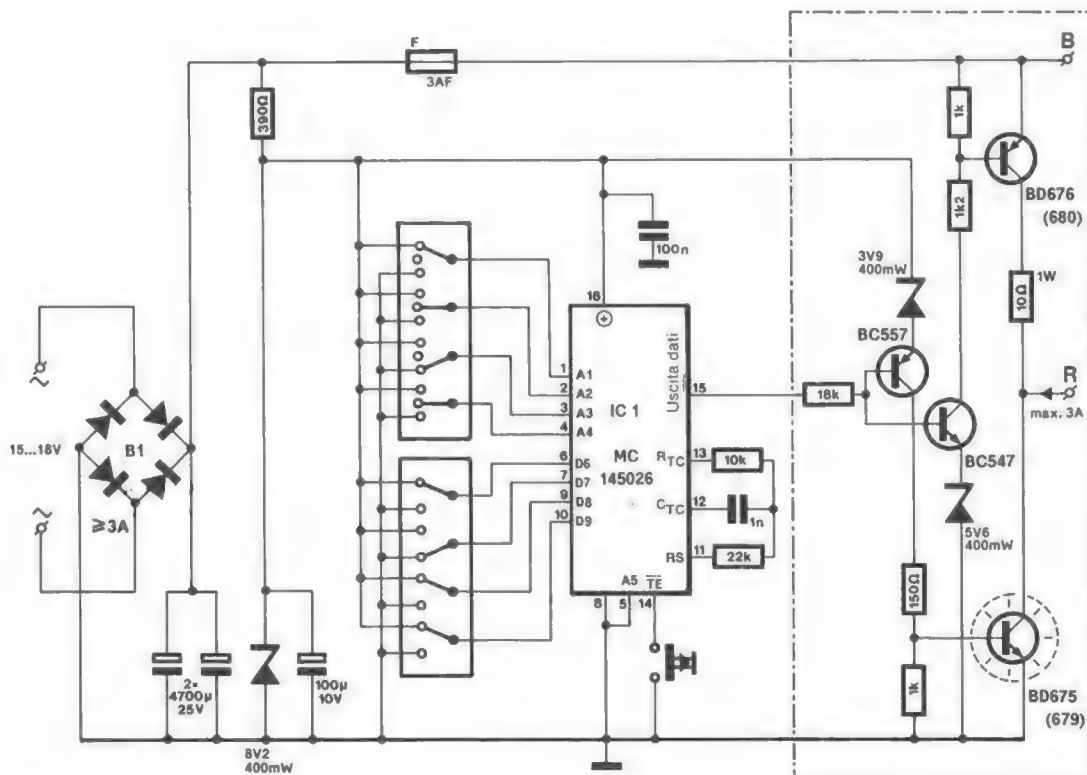 B
F
3AF
390Ω
1k
BD676
(680)
1k2
100n
3V9
400mW
1W
10Ω
16
BC557
1
A1
2
A2
3
A3
4
A4
IC 1
MC
145026
Uscita dati
15
18k
R
max. 3A
15...18V
B1
≧3A
6
D6
7
D7
9
D8
10
D9
RTC
13
10k
CTC
12
1n
RS
11
22k
BC547
5V6
400mW
A5
TE
8
5
14
150Ω
1k
BD675
(679)
2×
4700µ
25V
100µ
10V
8V2
400mW